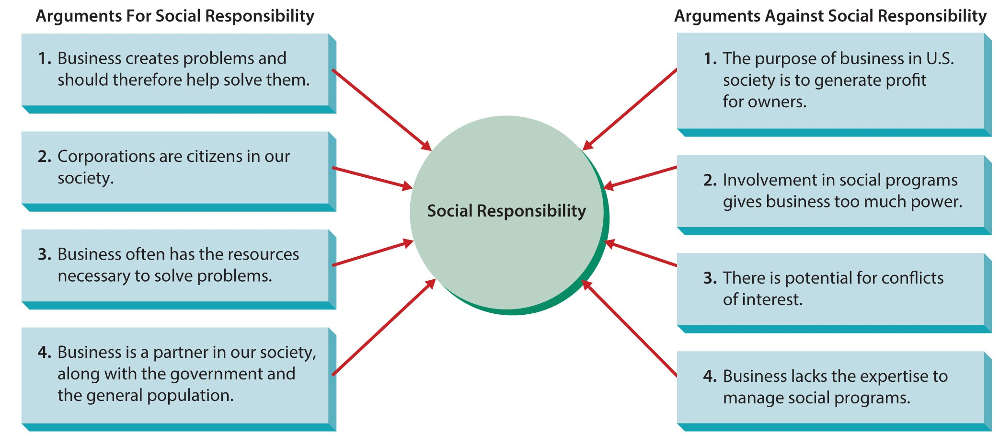 Arguments For Social Responsibility
1. Business creates problems and
should therefore help solve them.
2. Corporations are citizens in our
society.
3. Business often has the resources
necessary to solve problems.
4. Business is a partner in our society,
along with the government and
the general population.
Social Responsibility
Arguments Against Social Responsibility
1. The purpose of business in U.S.
society is to generate profit
for owners.
2. Involvement in social programs
gives business too much power.
3. There is potential for conflicts
of interest.
4. Business lacks the expertise to
manage social programs.